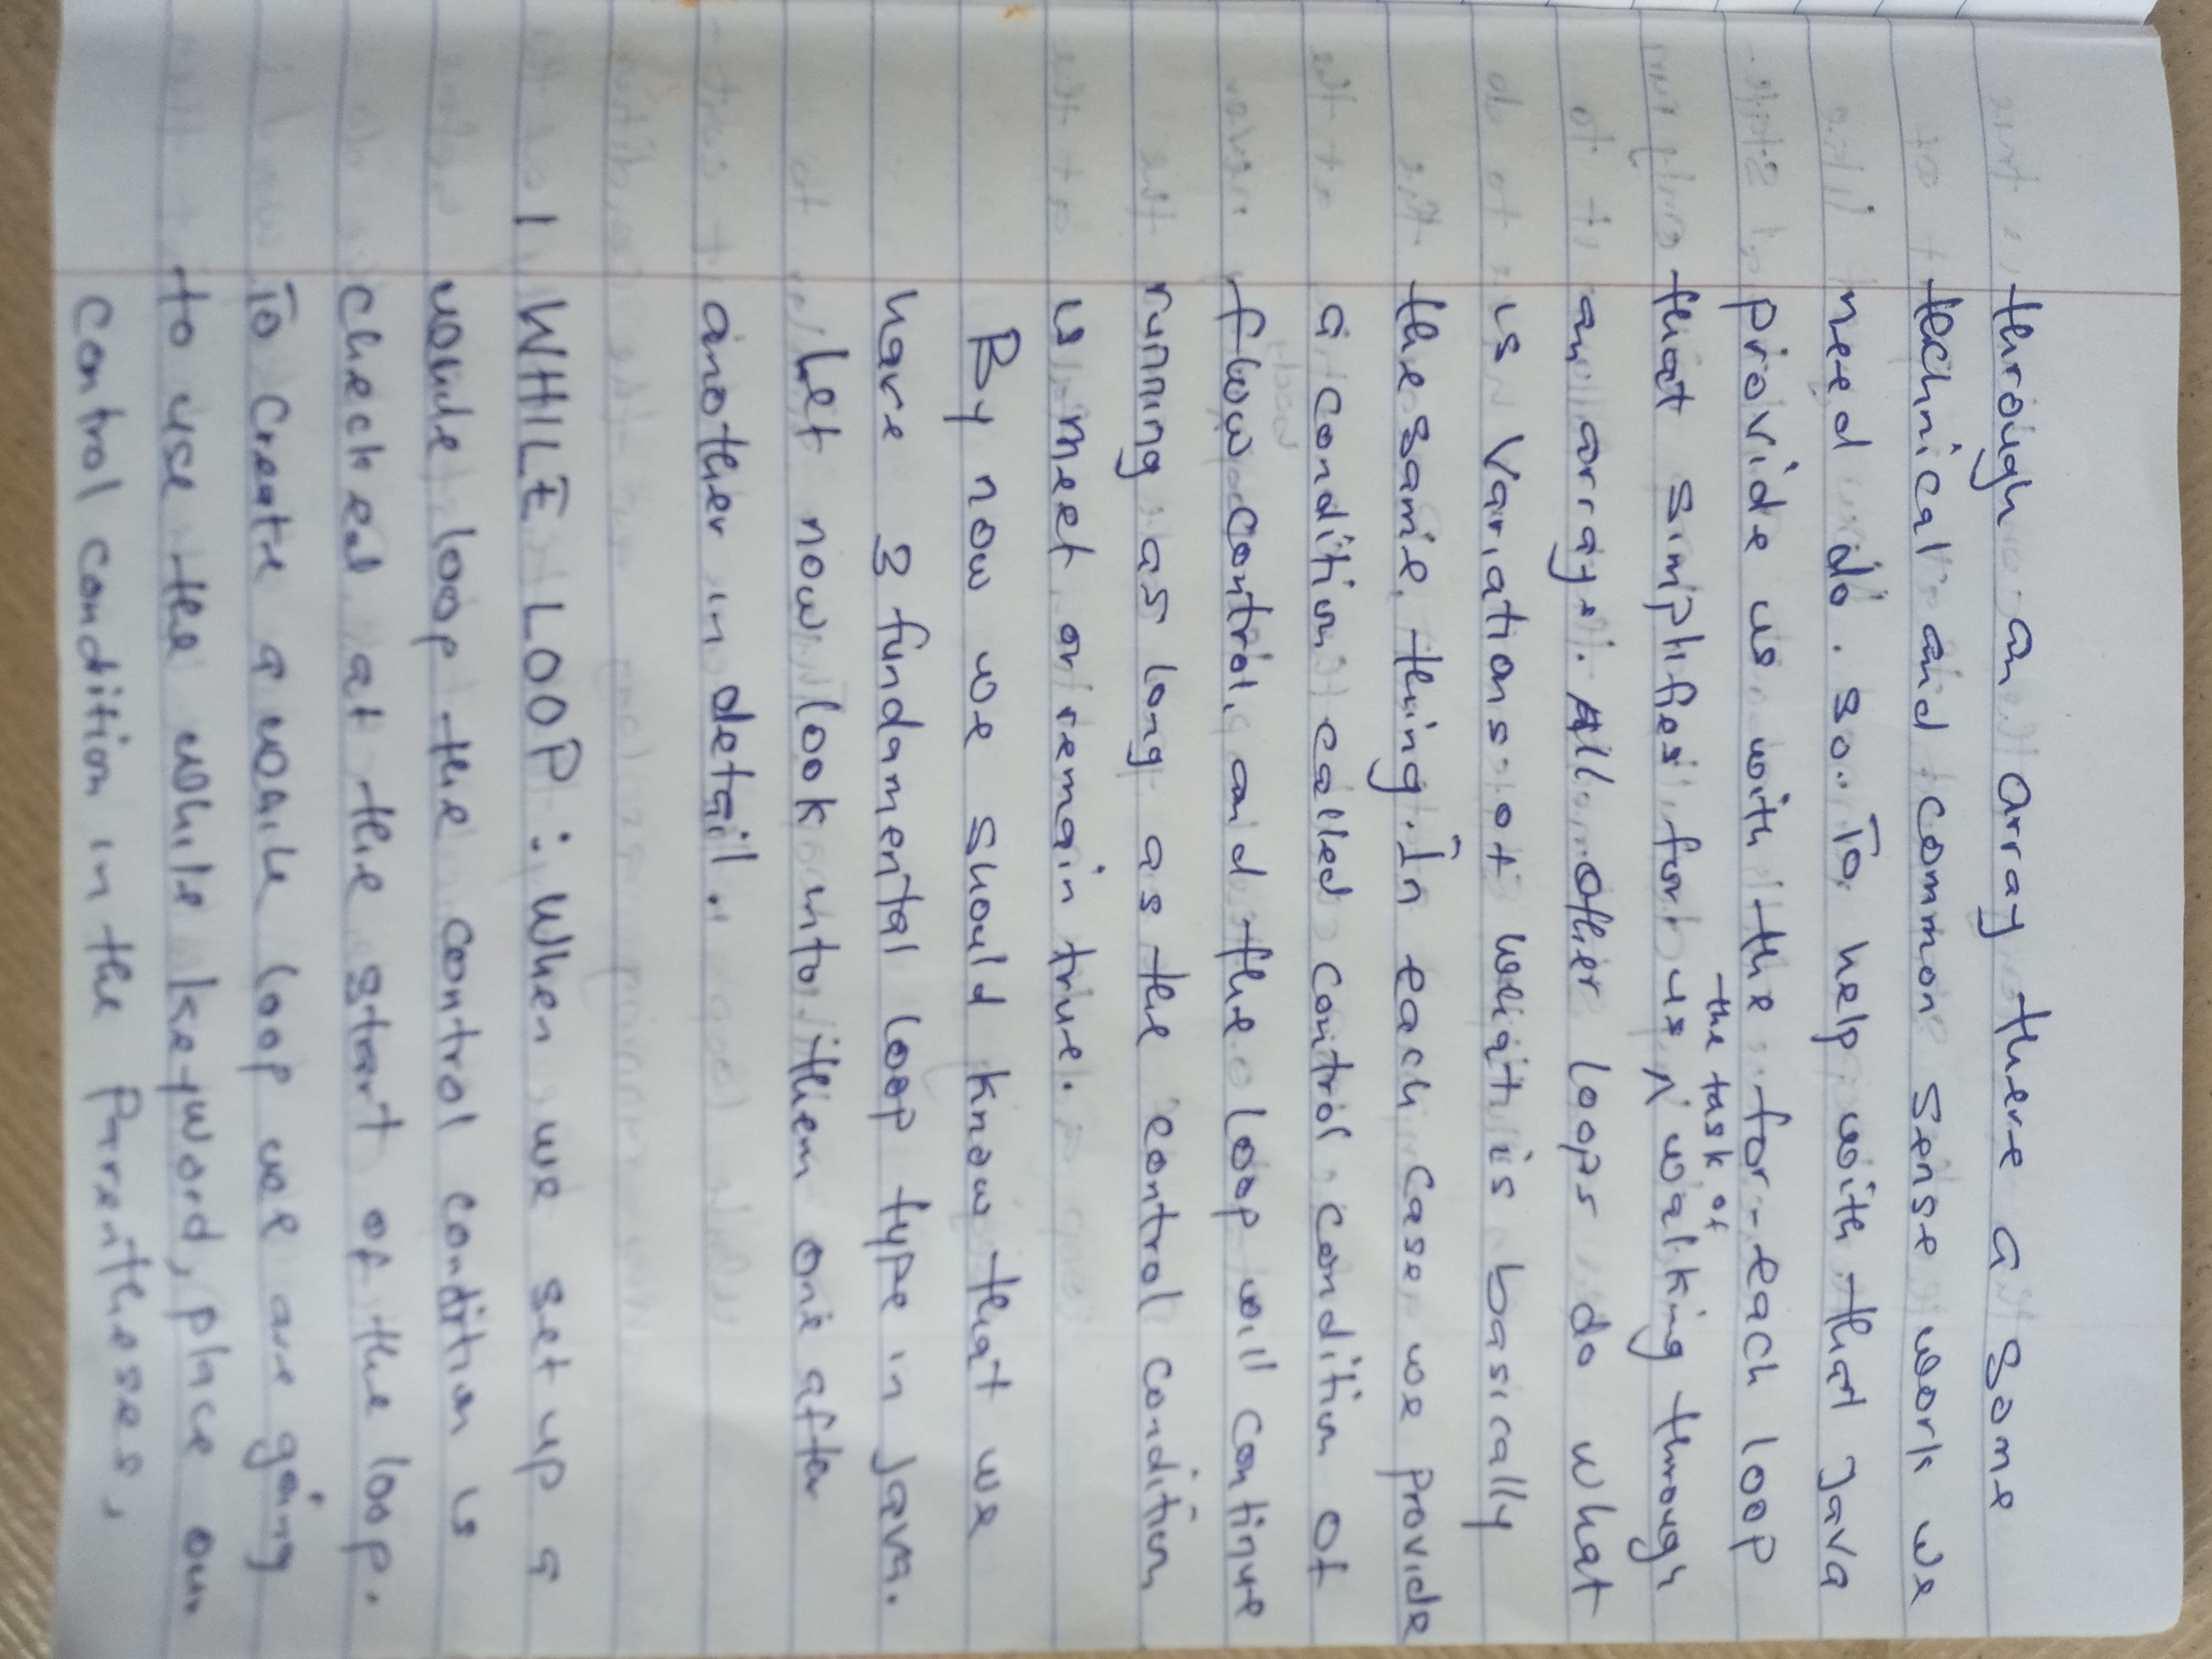 through an array there a some
technical and common sense work we
need do. so. To help with that Java
provide us with the for-each loop
the task of
that simplifies for us ^ walking through
an array. All other loops do what
is variations of what is basically
the same thing. In each case we provide
a condition called control condition of
flow control, and the loop will continue
running as long as the control condition
is meet or remain true.
By now we should know that we
have 3 fundamental loop type in Java.
Let now look into them one after
another in detail.
1 WHILE LOOP: When we set up a
while loop the control condition is
checked at the start of the loop.
To create a while loop we are going
to use the while keyword, place our
control condition in the Parentheses,